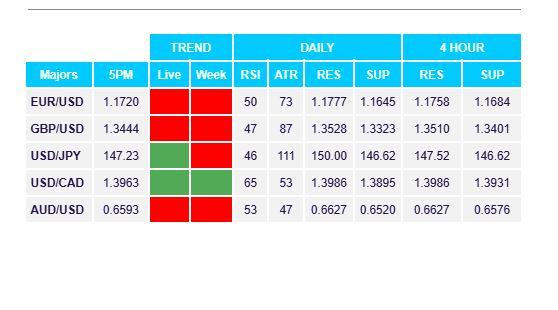 TREND DAILY 4 HOUR
Majors 5PM Live Week RSI ATR RES SUP RES SUP
EUR/USD 1.1720 50 73 1.1777 1.1645 1.1758 1.1684
GBP/USD 1.3444 47 87 1.3528 1.3323 1.3510 1.3401
USD/JPY 147.23 46 111 150.00 146.62 147.52 146.62
USD/CAD 1.3963 65 53 1.3986 1.3895 1.3986 1.3931
AUD/USD 0.6593 53 47 0.6627 0.6520 0.6627 0.6576